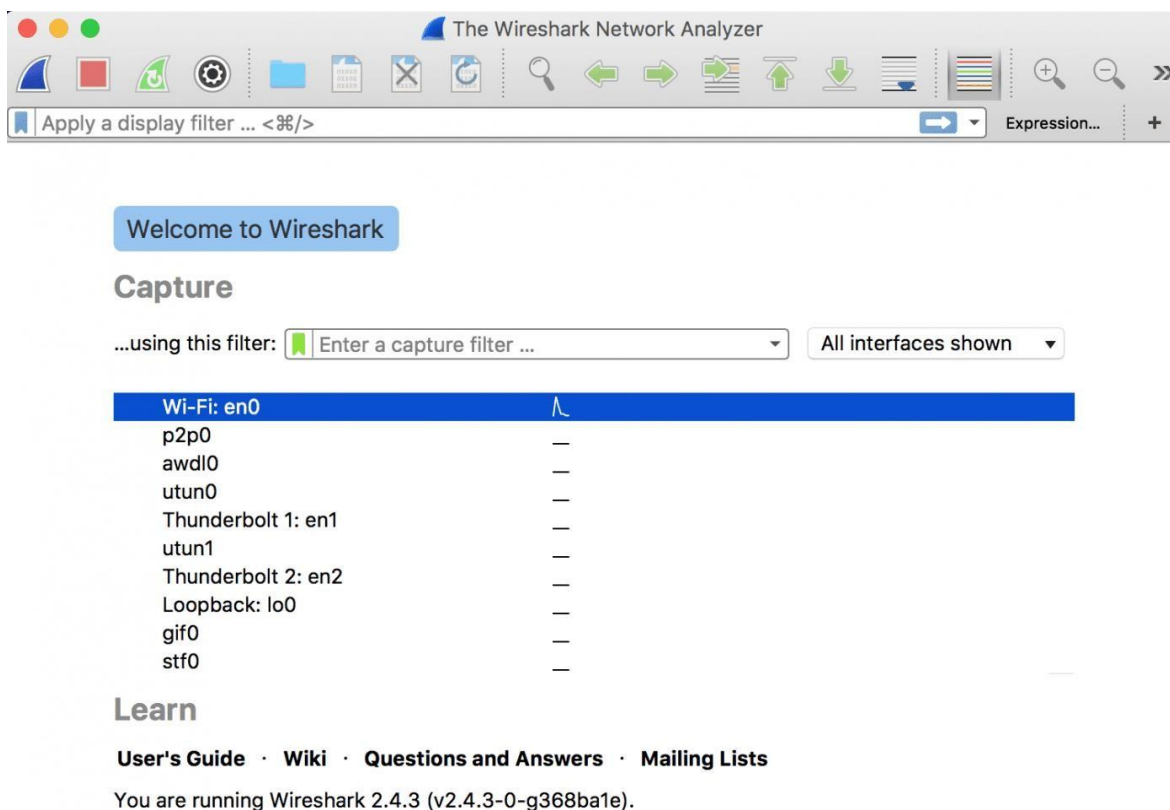 The Wireshark Network Analyzer
Apply a display filter ... <⌘/>
Expression...
+
Welcome to Wireshark
Capture
...using this filter: Enter a capture filter ... All interfaces shown
Wi-Fi: en0
p2p0
awdl0
utun0
Thunderbolt 1: en1
utun1
Thunderbolt 2: en2
Loopback: lo0
gif0
stf0
Learn
User's Guide · Wiki · Questions and Answers · Mailing Lists
You are running Wireshark 2.4.3 (v2.4.3-0-g368ba1e).